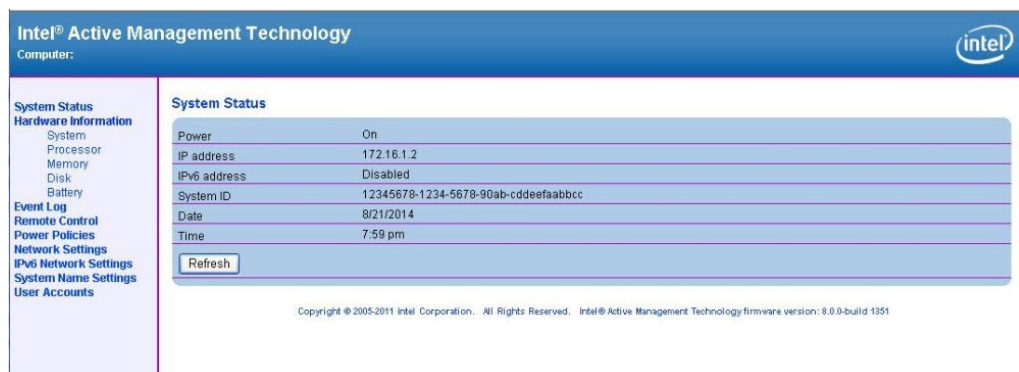 Intel® Active Management Technology
Computer:
intel
System Status
Hardware Information
System
Processor
Memory
Disk
Battery
Event Log
Remote Control
Power Policies
Network Settings
IPv6 Network Settings
System Name Settings
User Accounts
System Status
Power On
IP address 172.16.1.2
IPv6 address Disabled
System ID 12345678-1234-5678-90ab-cddeefaabbcc
Date 8/21/2014
Time 7:59 pm
Refresh
Copyright © 2005-2011 Intel Corporation. All Rights Reserved. Intel® Active Management Technology firmware version: 8.0.0-build 1351